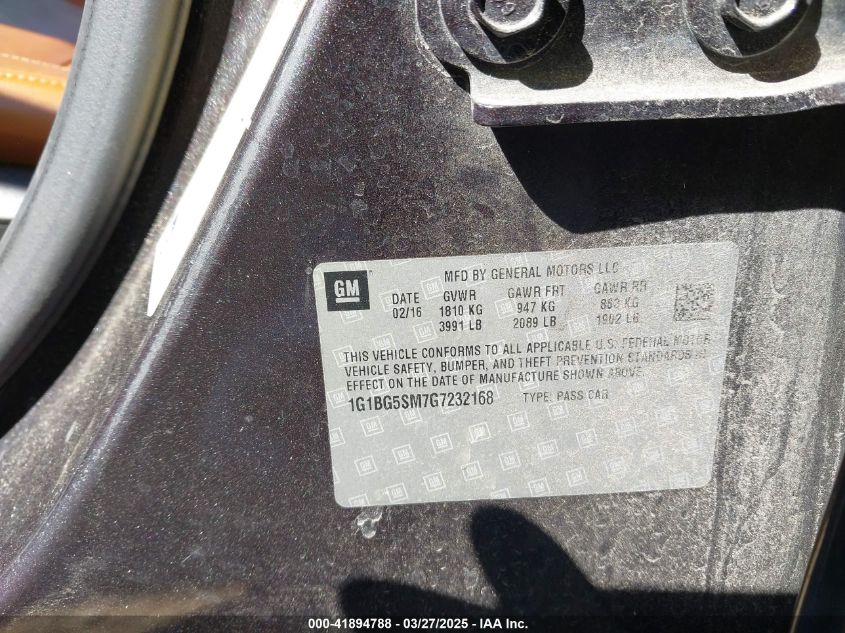 GM
MFD BY GENERAL MOTORS LLC
DATE GVWR GAWR FRT GAWR RR
02/16 1810 KG 947 KG 863 KG
3991 LB 2089 LB 1902 LB
THIS VEHICLE CONFORMS TO ALL APPLICABLE U.S. FEDERAL MOTOR
VEHICLE SAFETY, BUMPER, AND THEFT PREVENTION STANDARDS IN
EFFECT ON THE DATE OF MANUFACTURE SHOWN ABOVE.
1G1BG5SM7G7232168 TYPE: PASS CAR
000-41894788 - 03/27/2025 - IAA Inc.